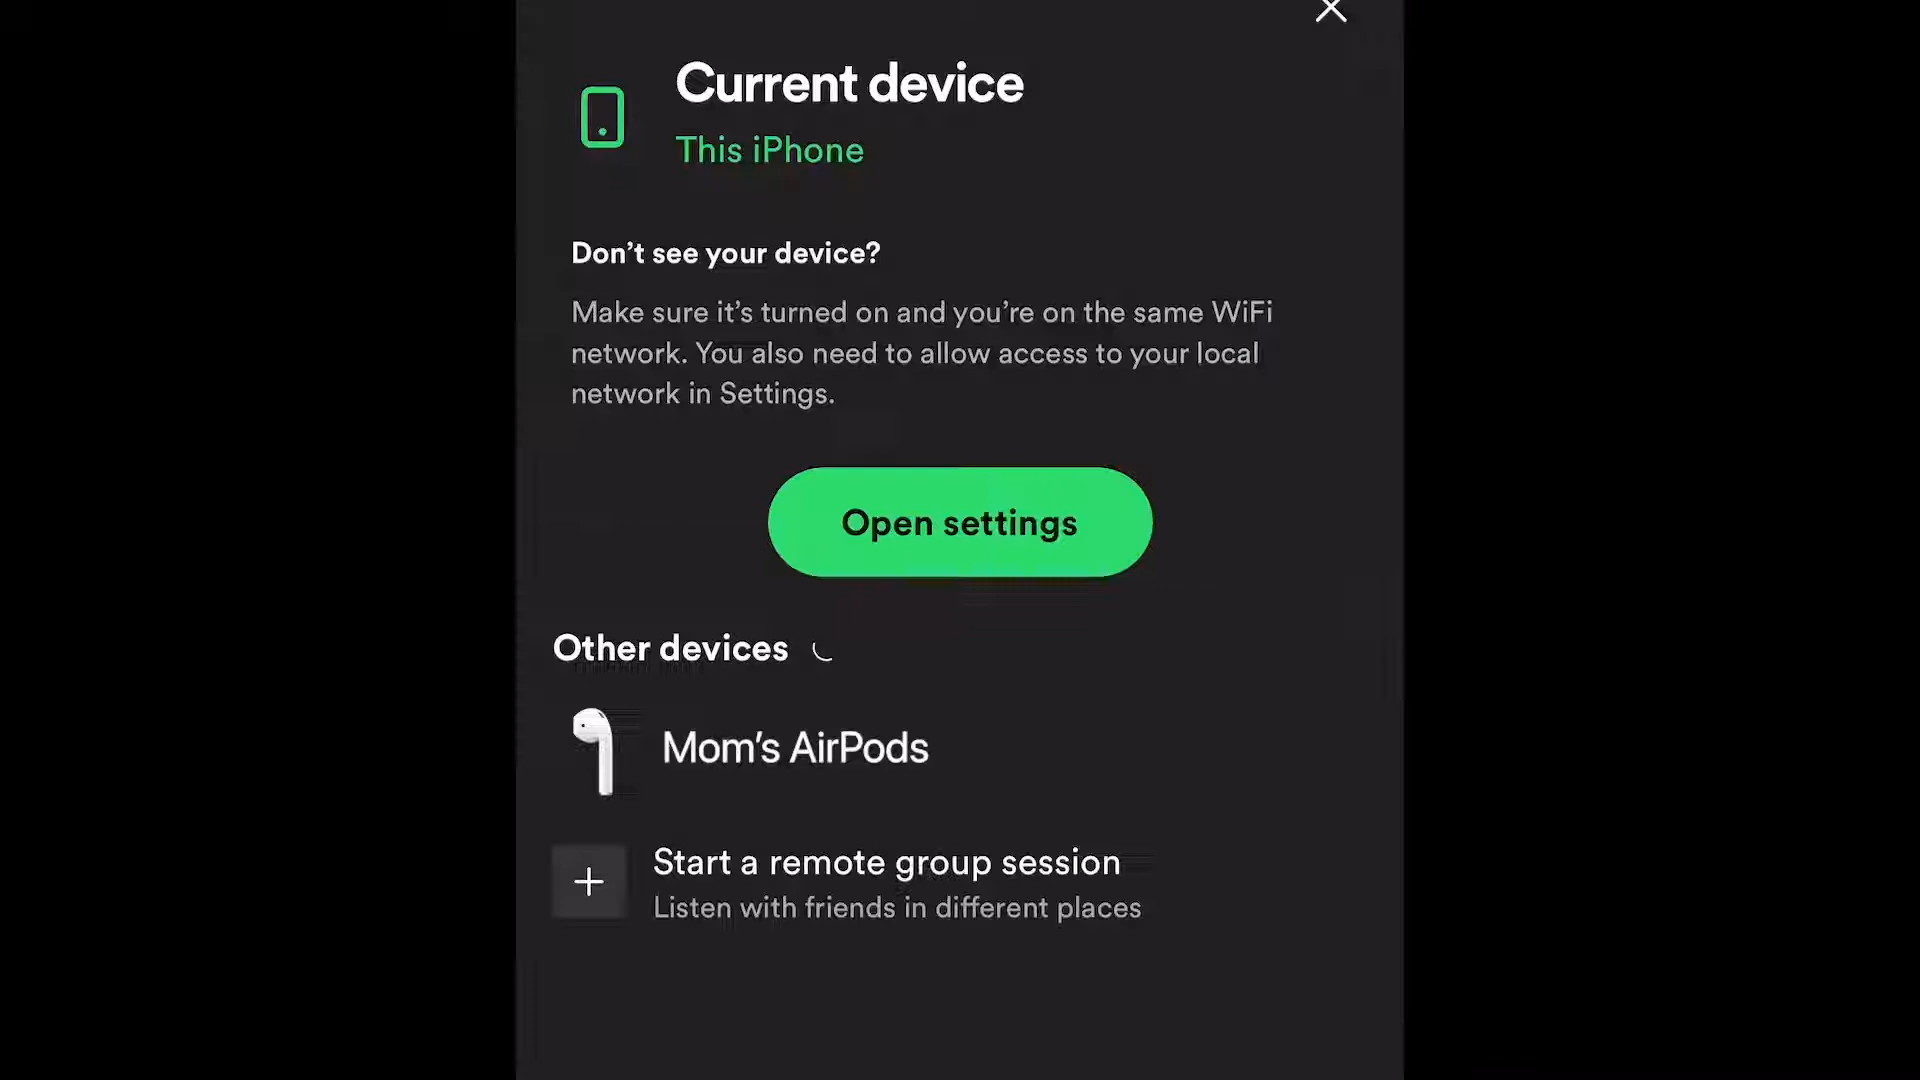 Current device
This iPhone
Don’t see your device?
Make sure it’s turned on and you’re on the same WiFi
network. You also need to allow access to your local
network in Settings.
Open settings
Other devices
Mom’s AirPods
Start a remote group session
Listen with friends in different places